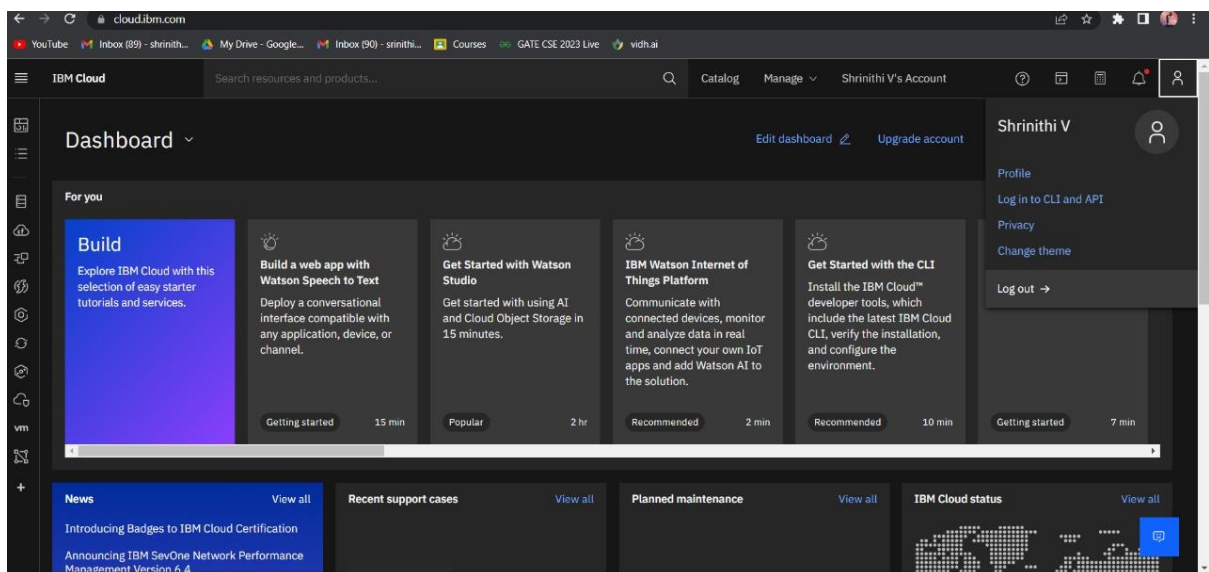 cloud.ibm.com
YouTube
Inbox (89) - shrinith...
My Drive - Google...
Inbox (90) - srinithi...
Courses
GATE CSE 2023 Live
vidh.ai
IBM Cloud
Search resources and products...
Catalog
Manage
Shrinithi V's Account
Dashboard
Edit dashboard
Upgrade account
Shrinithi V
Profile
Log in to CLI and API
Privacy
Change theme
Log out →
For you
Build
Explore IBM Cloud with this
selection of easy starter
tutorials and services.
Build a web app with
Watson Speech to Text
Deploy a conversational
interface compatible with
any application, device, or
channel.
Getting started 15 min
Get Started with Watson
Studio
Get started with using AI
and Cloud Object Storage in
15 minutes.
Popular 2 hr
IBM Watson Internet of
Things Platform
Communicate with
connected devices, monitor
and analyze data in real
time, connect your own IoT
apps and add Watson AI to
the solution.
Recommended 2 min
Get Started with the CLI
Install the IBM Cloud™
developer tools, which
include the latest IBM Cloud
CLI, verify the installation,
and configure the
environment.
Recommended 10 min
Getting started 7 min
vm
News View all
Introducing Badges to IBM Cloud Certification
Announcing IBM SevOne Network Performance
Management Version 6.4
Recent support cases View all
Planned maintenance View all
IBM Cloud status View all